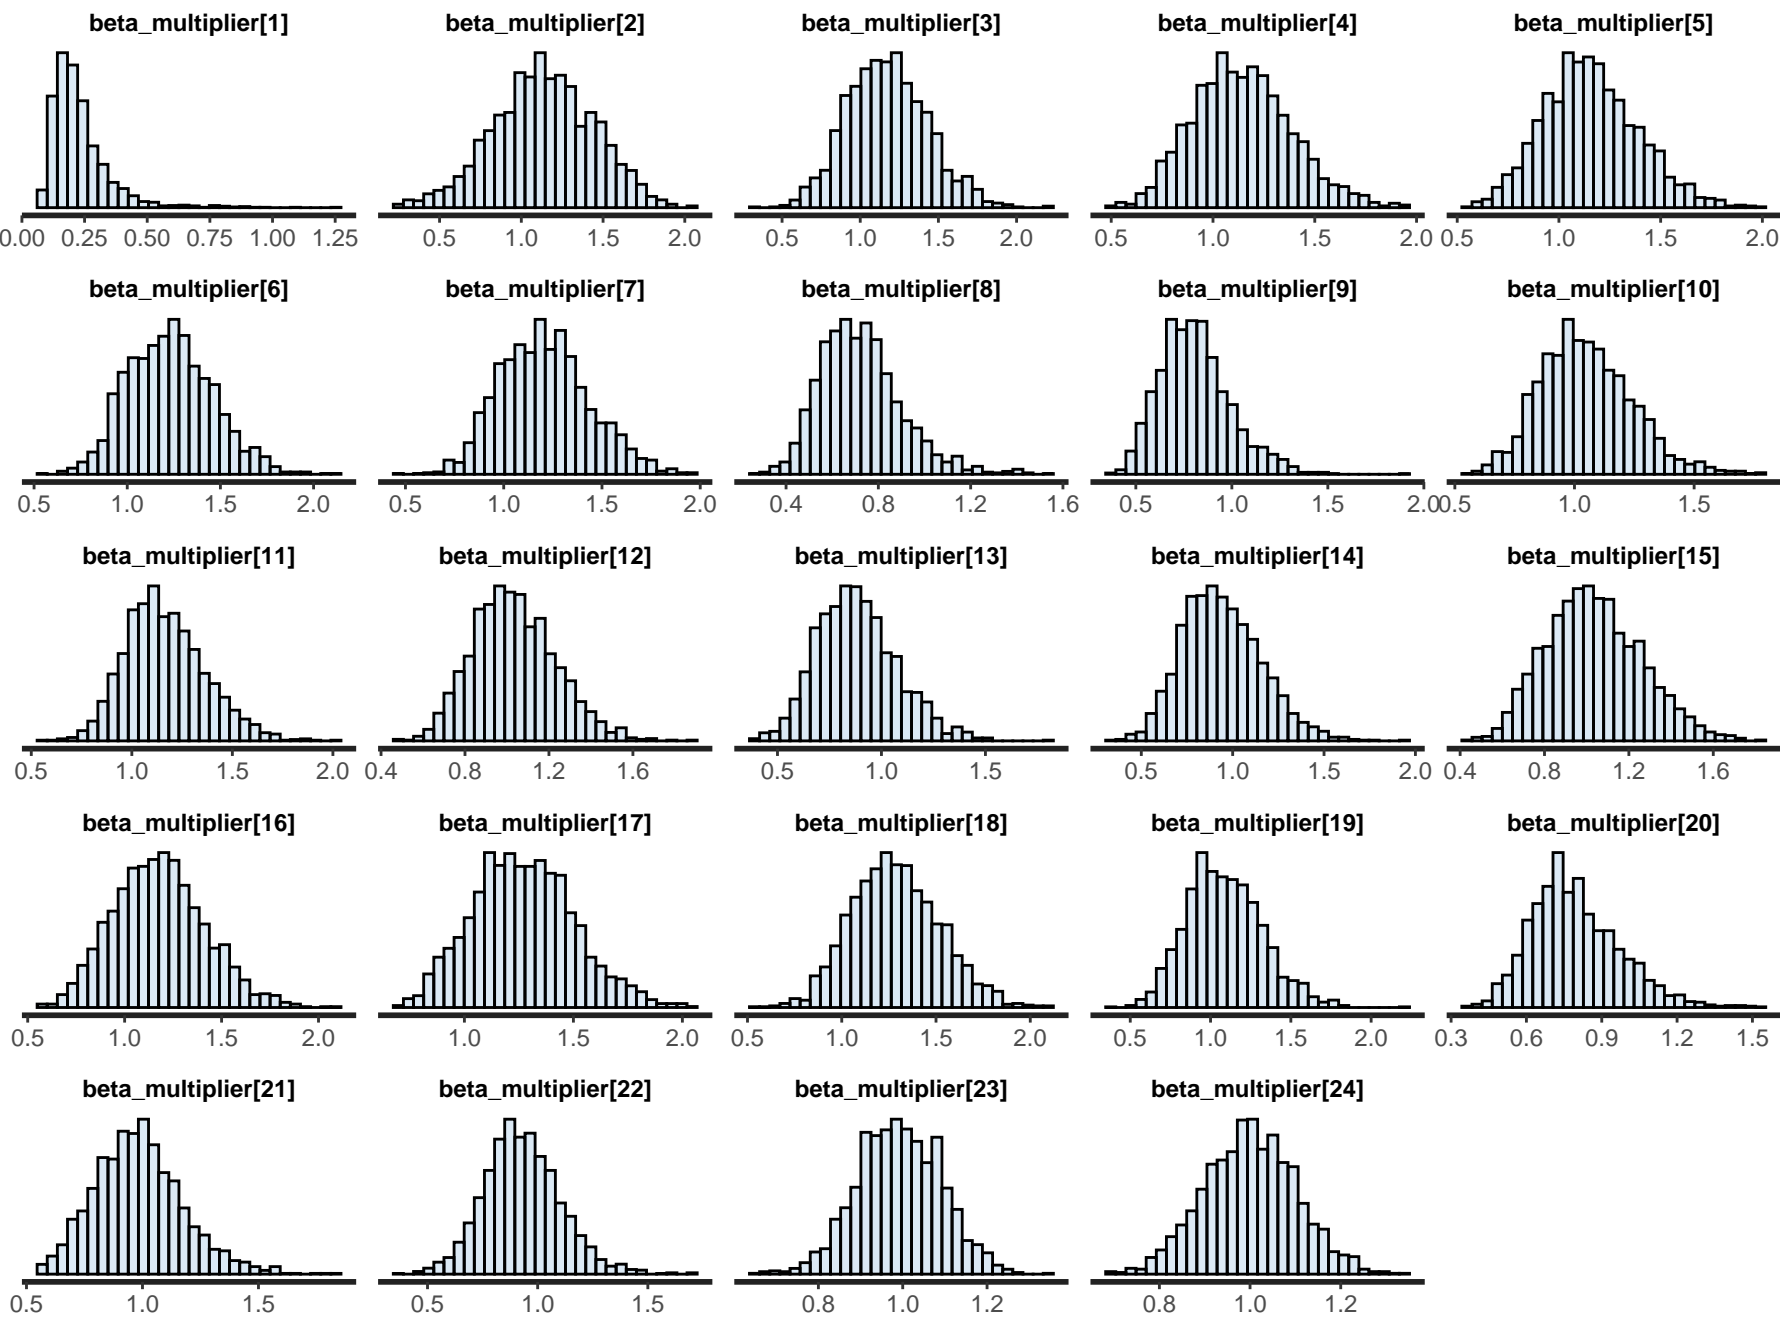 beta_multiplier[1] beta_multiplier[2] beta_multiplier[3] beta_multiplier[4] beta_multiplier[5]
0.00 0.25 0.50 0.75 1.00 1.25 0.5 1.0 1.5 2.0 0.5 1.0 1.5 2.0 0.5 1.0 1.5 2.0 0.5 1.0 1.5 2.0
beta_multiplier[6] beta_multiplier[7] beta_multiplier[8] beta_multiplier[9] beta_multiplier[10]
0.5 1.0 1.5 2.0 0.5 1.0 1.5 2.0 0.4 0.8 1.2 1.6 0.5 1.0 1.5 2.0 0.5 1.0 1.5
beta_multiplier[11] beta_multiplier[12] beta_multiplier[13] beta_multiplier[14] beta_multiplier[15]
0.5 1.0 1.5 2.0 0.4 0.8 1.2 1.6 0.5 1.0 1.5 0.5 1.0 1.5 2.0 0.4 0.8 1.2 1.6
beta_multiplier[16] beta_multiplier[17] beta_multiplier[18] beta_multiplier[19] beta_multiplier[20]
0.5 1.0 1.5 2.0 1.0 1.5 2.0 0.5 1.0 1.5 2.0 0.5 1.0 1.5 2.0 0.3 0.6 0.9 1.2 1.5
beta_multiplier[21] beta_multiplier[22] beta_multiplier[23] beta_multiplier[24]
0.5 1.0 1.5 0.5 1.0 1.5 0.8 1.0 1.2 0.8 1.0 1.2